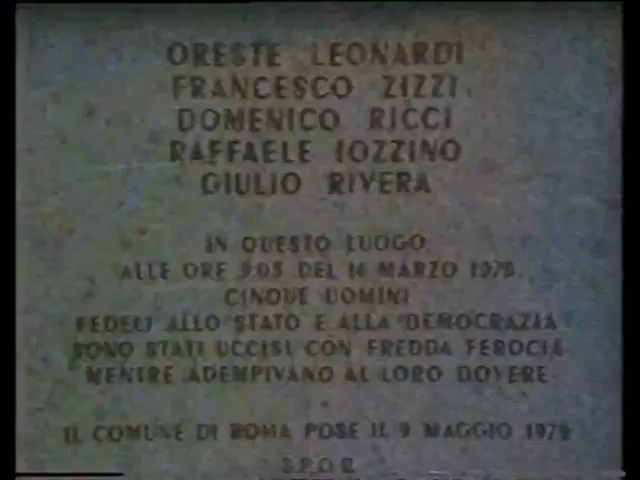 ORESTE LEONARDI
FRANCESCO ZIZZI
DOMENICO RICCI
RAFFAELE IOZZINO
GIULIO RIVERA
IN QUESTO LUOGO
ALLE ORE 9.05 DEL 16 MARZO 1978
CINQUE UOMINI
FEDELI ALLO STATO E ALLA DEMOCRAZIA
SONO STATI UCCISI CON FREDDA FEROCIA
MENTRE ADEMPIVANO AL LORO DOVERE
IL COMUNE DI ROMA POSE IL 9 MAGGIO 1979
S.P.Q.R.